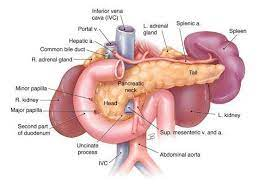 Inferior vena
cava (IVC)
Portal v.
Hepatic a.
Common bile duct
R. adrenal gland
L. adrenal
gland
Splenic a.
Spleen
Tail
Pancreatic
neck
Head
Minor papilla
R. kidney
Major papilla
Second part
of duodenum
Uncinate
process
IVC
L. kidney
Sup. mesenteric v. and a.
Abdominal aorta